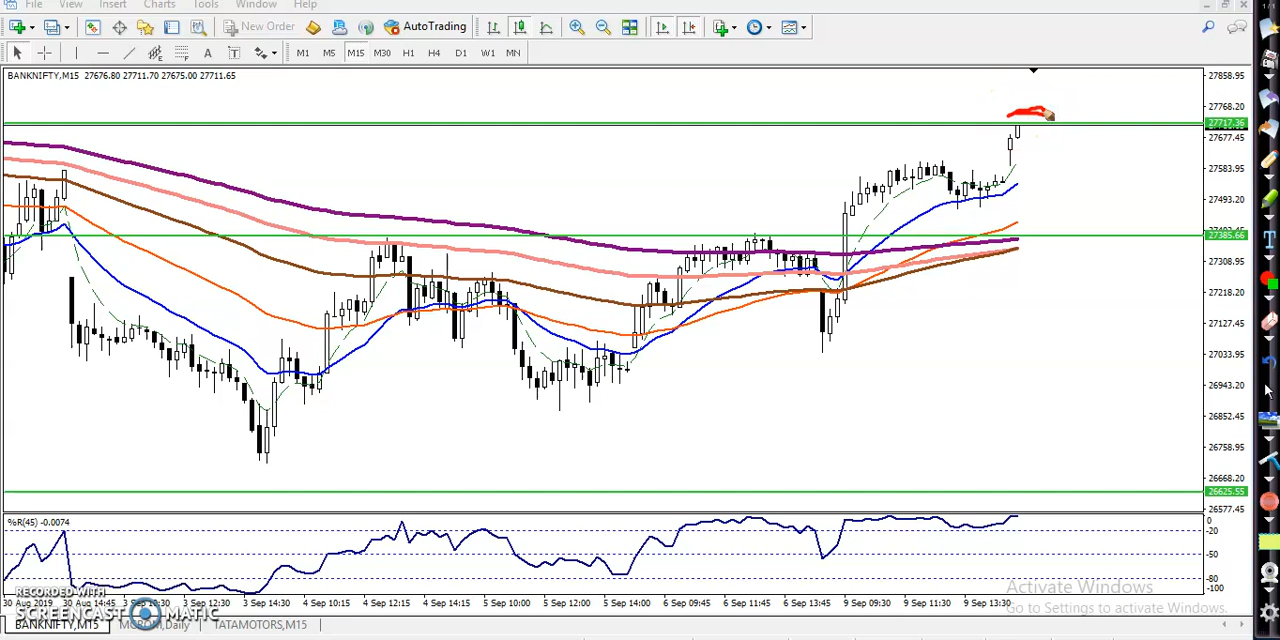 File View Insert Charts Tools Window Help
New Order AutoTrading
A T M1 M5 M15 M30 H1 H4 D1 W1 MN
BANKNIFTY,M15 27676.80 27711.70 27675.00 27711.65
27858.95
27768.20
27717.36
27677.45
27583.95
27493.20
27385.66
27308.95
27218.20
27127.45
27033.95
26943.20
26852.45
26758.95
26668.20
26625.55
26577.45
%R(45) -0.0074
0
-20
-50
-80
-100
Activate Windows
Go to Settings to activate Windows.
RECORDED WITH
SCREENCAST MATIC
30 Aug 2019 30 Aug 14:45 3 Sep 12:30 3 Sep 14:30 4 Sep 10:15 4 Sep 12:15 4 Sep 14:15 5 Sep 10:00 5 Sep 12:00 5 Sep 14:00 6 Sep 09:45 6 Sep 11:45 6 Sep 13:45 9 Sep 09:30 9 Sep 11:30 9 Sep 13:30
BANKNIFTY,M15 Daily TATAMOTORS,M15